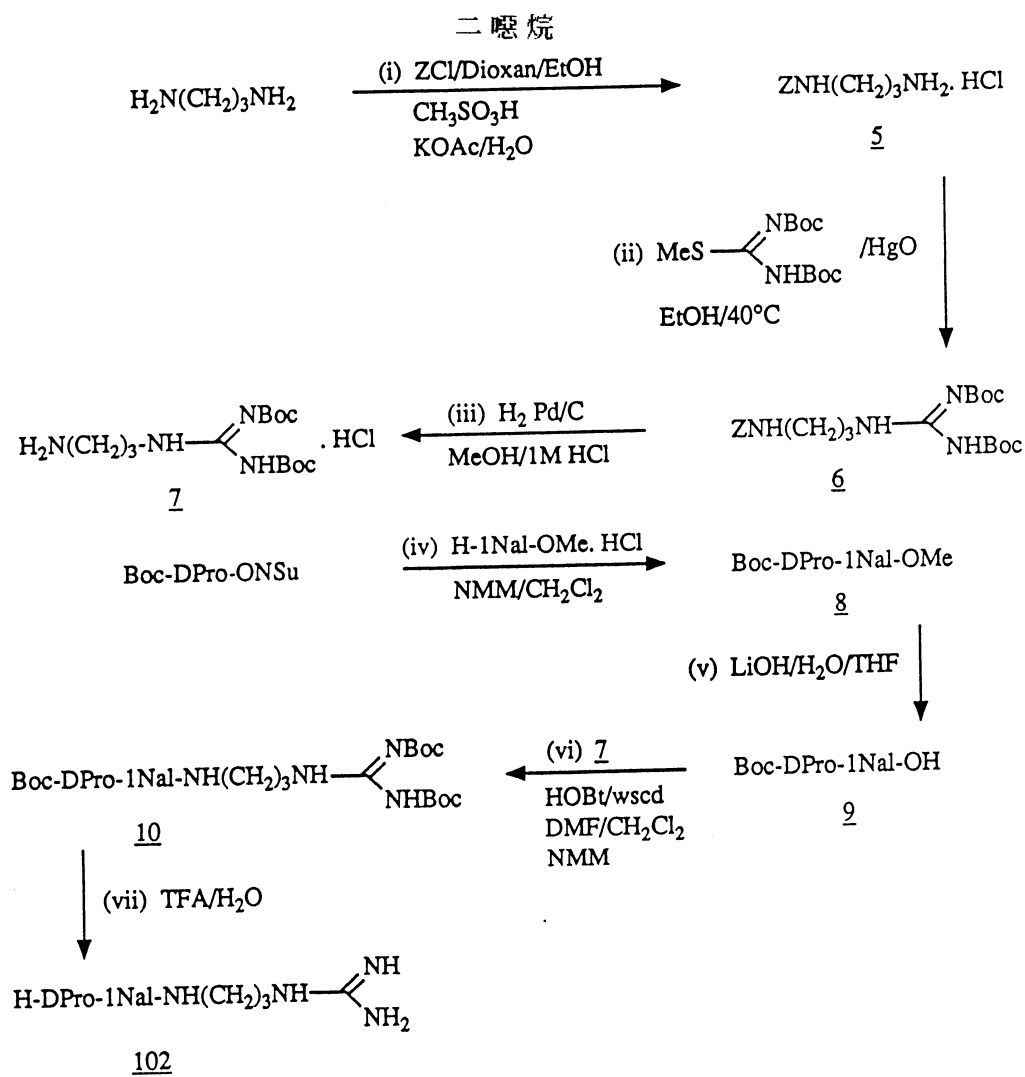 二噁烷
(i) ZCl/Dioxan/EtOH
H₂N(CH₂)₃NH₂
ZNH(CH₂)₃NH₂. HCl
CH₃SO₃H
KOAc/H₂O
5
NBoc
(ii) MeS
/HgO
NHBoc
EtOH/40°C
NBoc
H₂N(CH₂)₃-NH
. HCl
NHBoc
7
(iii) H₂ Pd/C
MeOH/1M HCl
NBoc
ZNH(CH₂)₃NH
NHBoc
6
Boc-DPro-ONSu
(iv) H-1Nal-OMe. HCl
NMM/CH₂Cl₂
Boc-DPro-1Nal-OMe
8
(v) LiOH/H₂O/THF
NBoc
Boc-DPro-1Nal-NH(CH₂)₃NH
NHBoc
10
(vi) 7
HOBt/wscd
DMF/CH₂Cl₂
NMM
Boc-DPro-1Nal-OH
9
(vii) TFA/H₂O
NH
H-DPro-1Nal-NH(CH₂)₃NH
NH₂
102